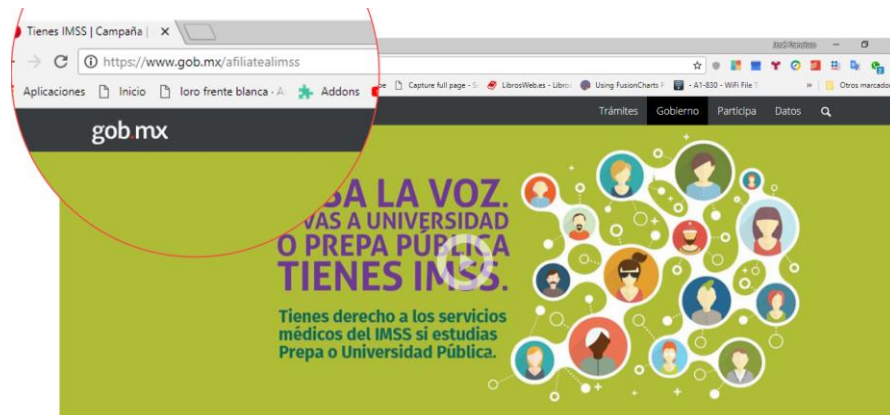 Tienes IMSS | Campaña |
https://www.gob.mx/afiliatealimss
Aplicaciones Inicio loro frente blanca - A Addons
Capture full page - S LibrosWeb.es - Libro Using FusionCharts - A1-830 - WiFi File T
Otros marcador
gob.mx
Trámites Gobierno Participa Datos
A LA VOZ.
VAS A UNIVERSIDAD
O PREPA PÚBLICA
TIENES IMSS.
Tienes derecho a los servicios
médicos del IMSS si estudias
Prepa o Universidad Pública.